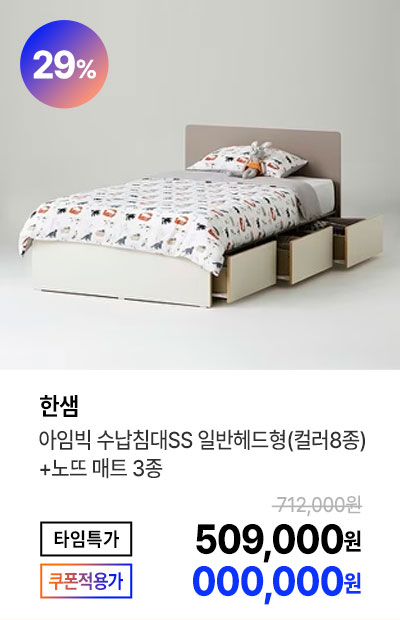 29%
한샘
아임빅 수납침대SS 일반헤드형(컬러8종)
+노뜨 매트 3종
712,000원
타임특가 509,000원
쿠폰적용가 000,000원